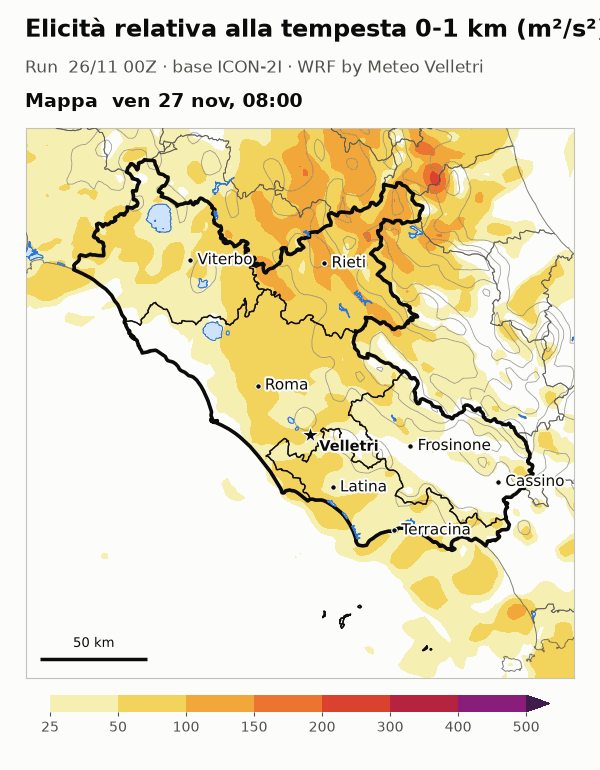 Elicità relativa alla tempesta 0-1 km (m²/s²)
Run 26/11 00Z · base ICON-2I · WRF by Meteo Velletri
Mappa ven 27 nov, 08:00
Viterbo
Rieti
Roma
Velletri
Frosinone
Cassino
Latina
Terracina
50 km
25 50 100 150 200 300 400 500